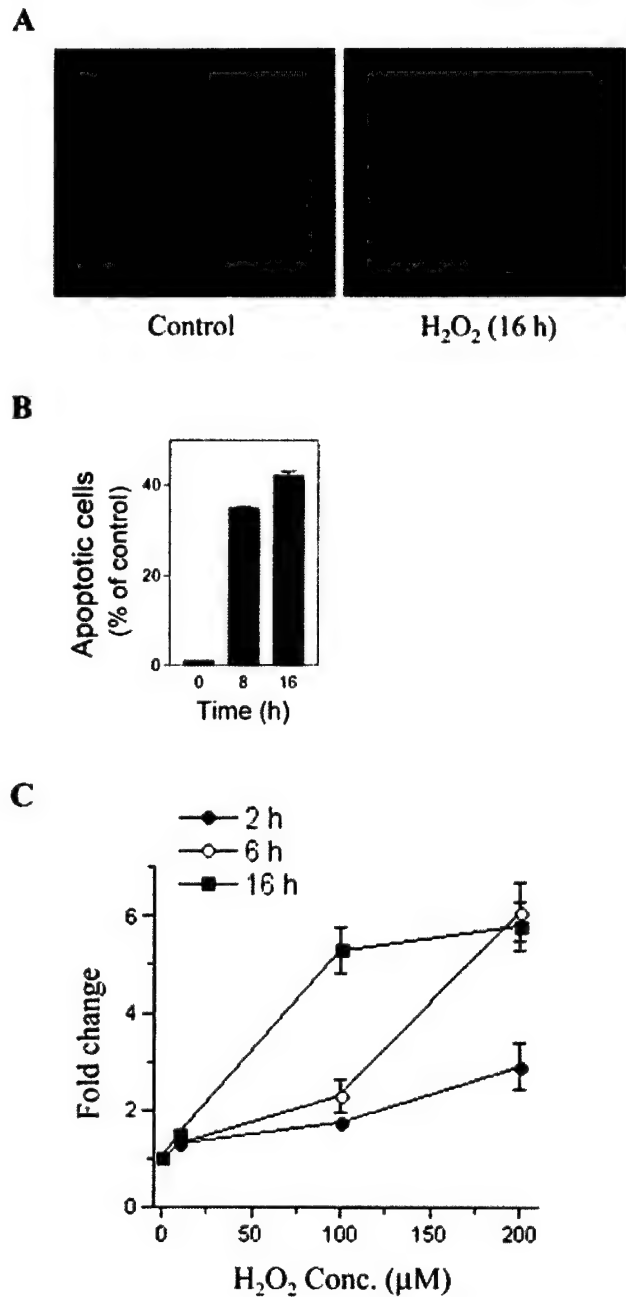 A
Control
H₂O₂ (16 h)
B
Apoptotic cells
(% of control)
40
20
0
0 8 16
Time (h)
C
2 h
6 h
16 h
Fold change
6
4
2
0
0 50 100 150 200
H₂O₂ Conc. (μM)